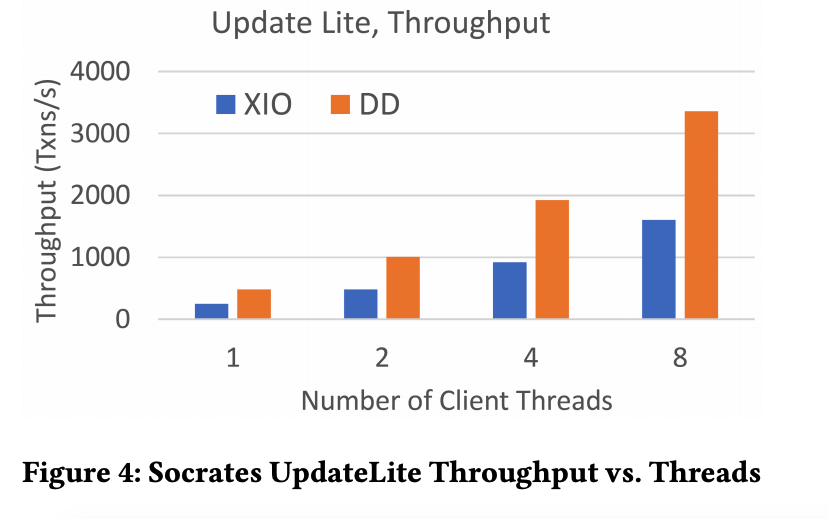 Update Lite, Throughput
Throughput (Txns/s)
4000
3000
2000
1000
0
XIO DD
1 2 4 8
Number of Client Threads
Figure 4: Socrates UpdateLite Throughput vs. Threads